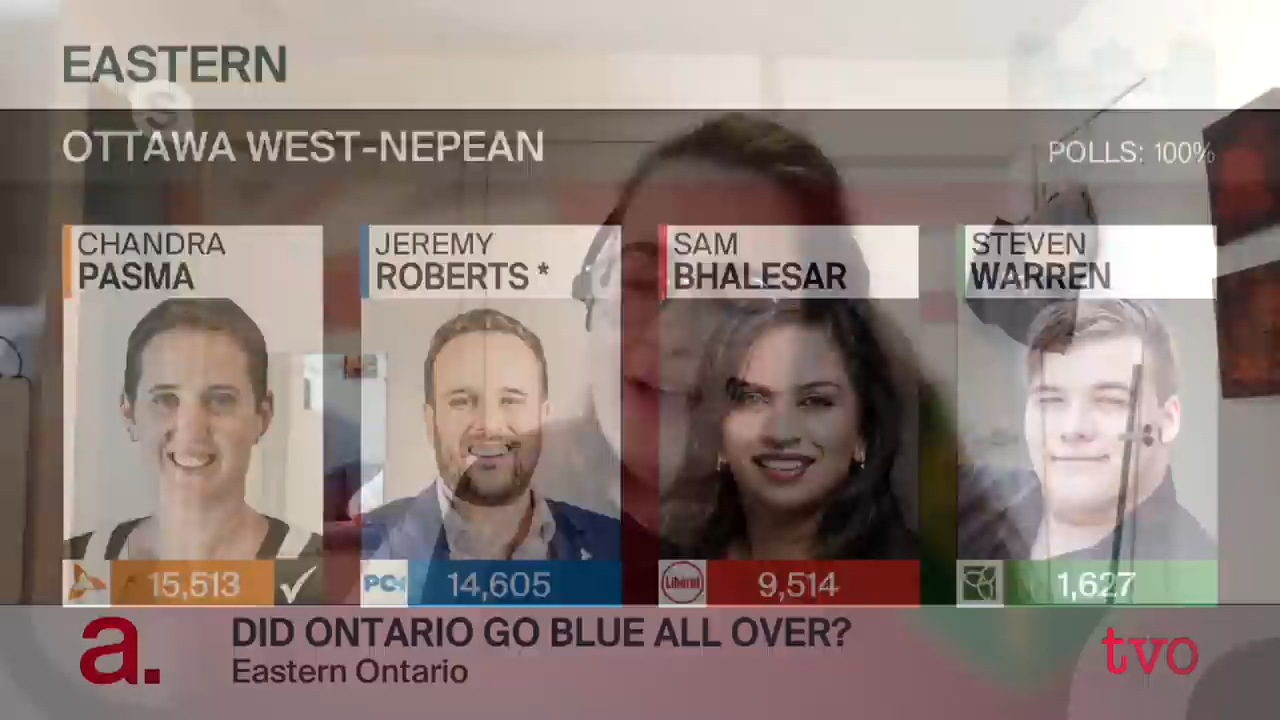 EASTERN
OTTAWA WEST-NEPEAN
POLLS: 100%
CHANDRA
PASMA
JEREMY
ROBERTS *
SAM
BHALESAR
STEVEN
WARREN
15,513
PC
14,605
Liberal
9,514
1,627
a.
DID ONTARIO GO BLUE ALL OVER?
Eastern Ontario
tvo